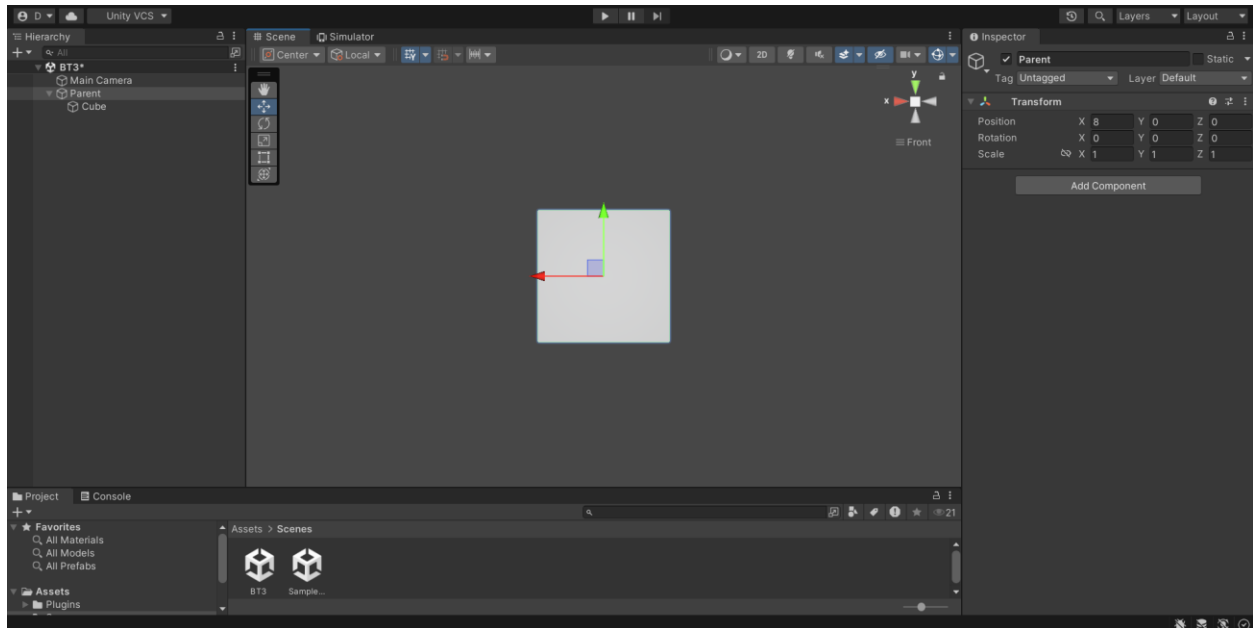 D
Unity VCS
Layers
Layout
Hierarchy
Scene
Simulator
Inspector
All
Center
Local
2D
Parent
Static
BT3*
Tag Untagged
Layer Default
Main Camera
Parent
Cube
y
x
Front
Transform
Position X 8 Y 0 Z 0
Rotation X 0 Y 0 Z 0
Scale X 1 Y 1 Z 1
Add Component
Project
Console
21
Favorites
All Materials
All Models
All Prefabs
Assets
Plugins
Assets > Scenes
BT3
Sample...